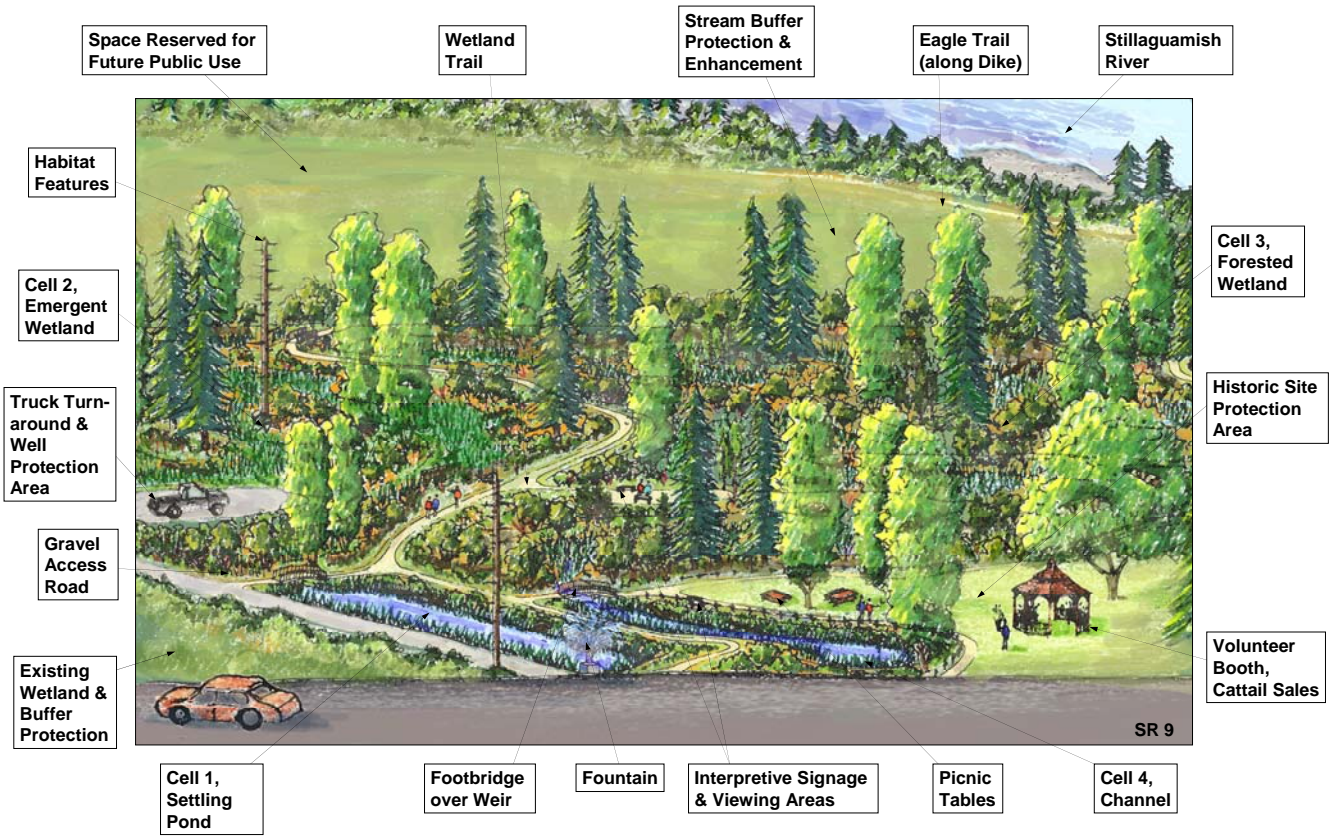 Space Reserved for
Future Public Use
Wetland
Trail
Stream Buffer
Protection &
Enhancement
Eagle Trail
(along Dike)
Stillaguamish
River
Habitat
Features
Cell 2,
Emergent
Wetland
Truck Turn-
around &
Well
Protection
Area
Gravel
Access
Road
Existing
Wetland &
Buffer
Protection
Cell 3,
Forested
Wetland
Historic Site
Protection
Area
Volunteer
Booth,
Cattail Sales
SR 9
Cell 1,
Settling
Pond
Footbridge
over Weir
Fountain
Interpretive Signage
& Viewing Areas
Picnic
Tables
Cell 4,
Channel